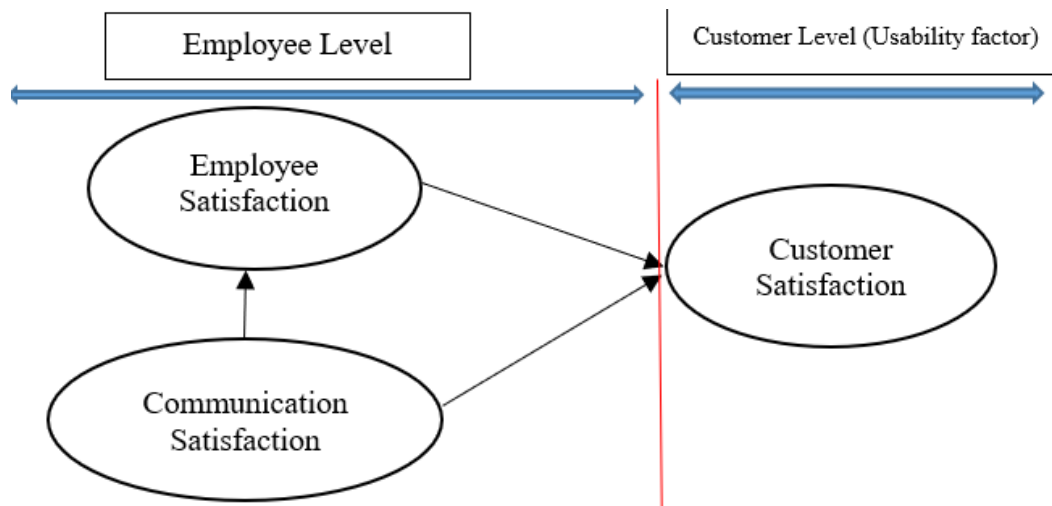 Employee Level
Customer Level (Usability factor)
Employee
Satisfaction
Customer
Satisfaction
Communication
Satisfaction